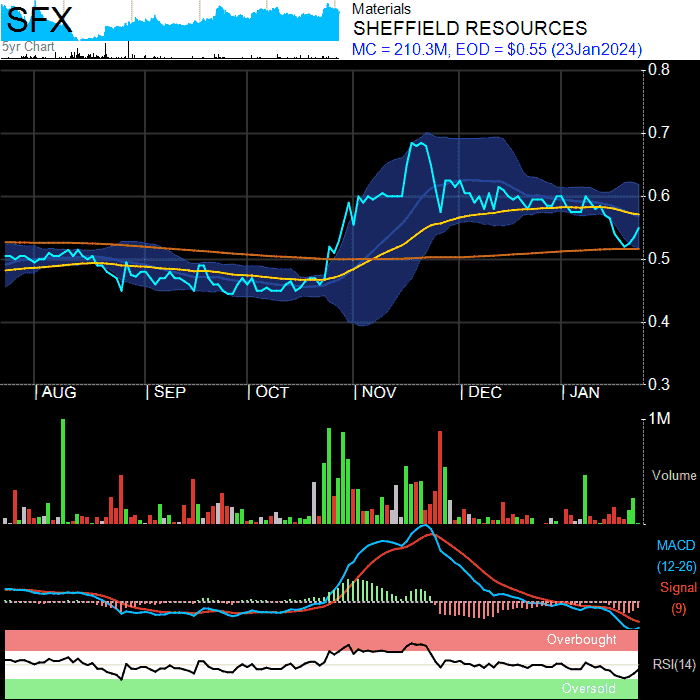 SFX
5yr Chart
Materials
SHEFFIELD RESOURCES
MC = 210.3M, EOD = $0.55 (23Jan2024)
0.8
0.7
0.6
0.5
0.4
0.3
AUG
SEP
OCT
NOV
DEC
JAN
1M
Volume
MACD
(12-26)
Signal
(9)
Overbought
RSI(14)
Oversold